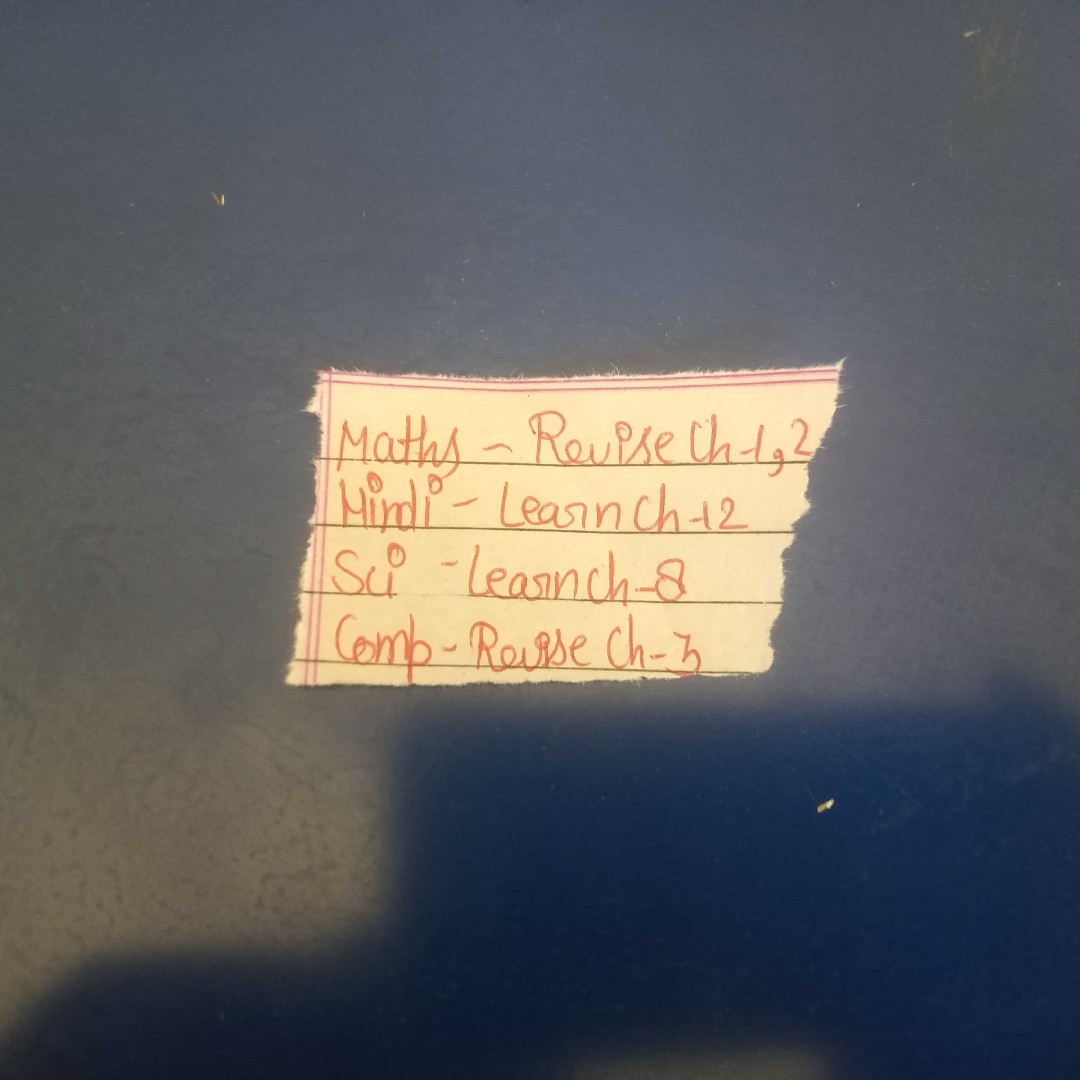 Maths - Revise Ch-1, 2
Hindi - Learn Ch-12
Sci - Learn ch-8
Comp - Revise Ch-3